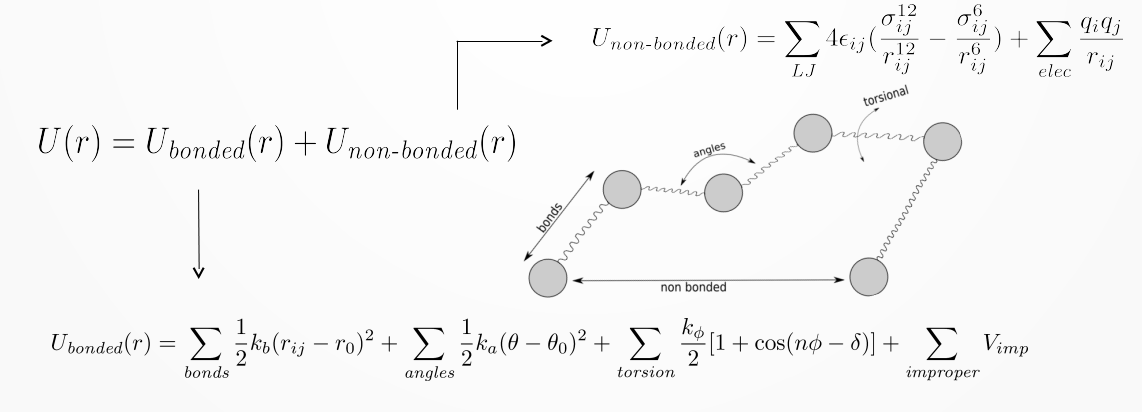 U_{non-bonded}(r) = \sum_{LJ} 4\epsilon_{ij}(\frac{\sigma_{ij}^{12}}{r_{ij}^{12}} - \frac{\sigma_{ij}^{6}}{r_{ij}^{6}}) + \sum_{elec} \frac{q_i q_j}{r_{ij}}
U(r) = U_{bonded}(r) + U_{non-bonded}(r)
torsional
angles
bonds
non bonded
U_{bonded}(r) = \sum_{bonds} \frac{1}{2} k_b (r_{ij} - r_0)^2 + \sum_{angles} \frac{1}{2} k_a (\theta - \theta_0)^2 + \sum_{torsion} \frac{k_\phi}{2} [1 + \cos(n\phi - \delta)] + \sum_{improper} V_{imp}